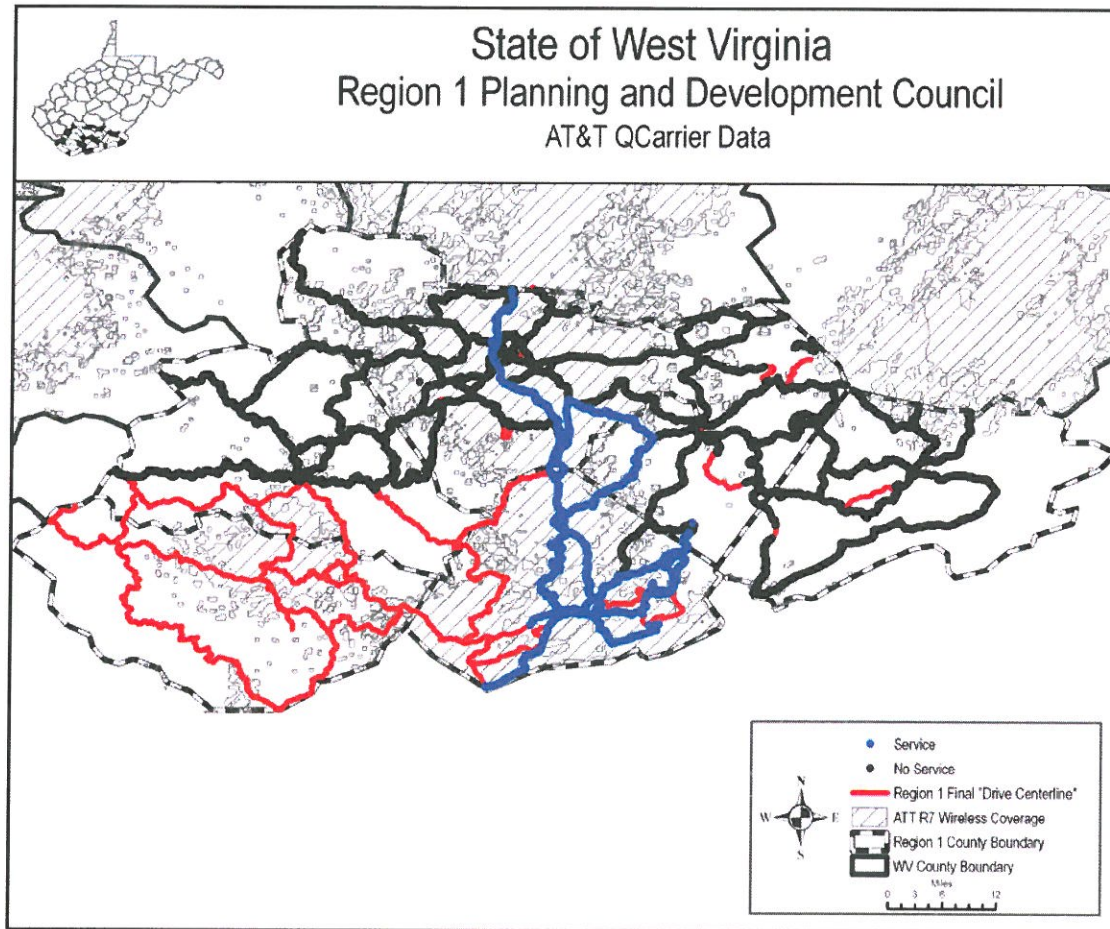 State of West Virginia
Region 1 Planning and Development Council
AT&T QCarrier Data
Service
No Service
Region 1 Final "Drive Centerline"
ATT R7 Wireless Coverage
Region 1 County Boundary
WV County Boundary
N
W E
S
Miles
0 3 6 12